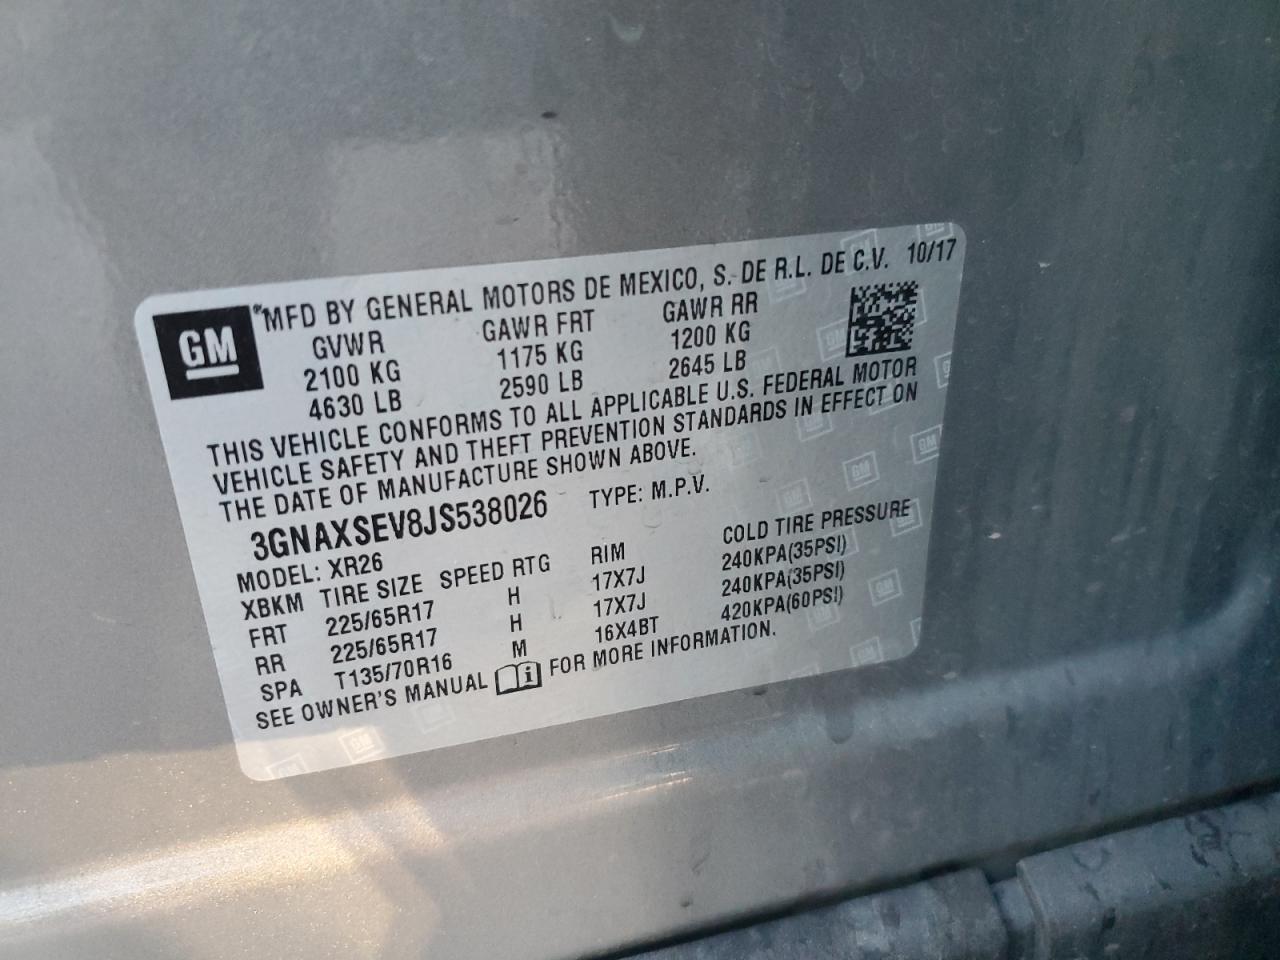 GM
MFD BY GENERAL MOTORS DE MEXICO, S. DE R.L. DE C.V. 10/17
GVWR GAWR FRT GAWR RR
2100 KG 1175 KG 1200 KG
4630 LB 2590 LB 2645 LB
THIS VEHICLE CONFORMS TO ALL APPLICABLE U.S. FEDERAL MOTOR
VEHICLE SAFETY AND THEFT PREVENTION STANDARDS IN EFFECT ON
THE DATE OF MANUFACTURE SHOWN ABOVE.
3GNAXSEV8JS538026 TYPE: M.P.V.
MODEL: XR26
XBKM TIRE SIZE SPEED RTG RIM COLD TIRE PRESSURE
FRT 225/65R17 H 17X7J 240KPA(35PSI)
RR 225/65R17 H 17X7J 240KPA(35PSI)
SPA T135/70R16 M 16X4BT 420KPA(60PSI)
SEE OWNER'S MANUAL i FOR MORE INFORMATION.